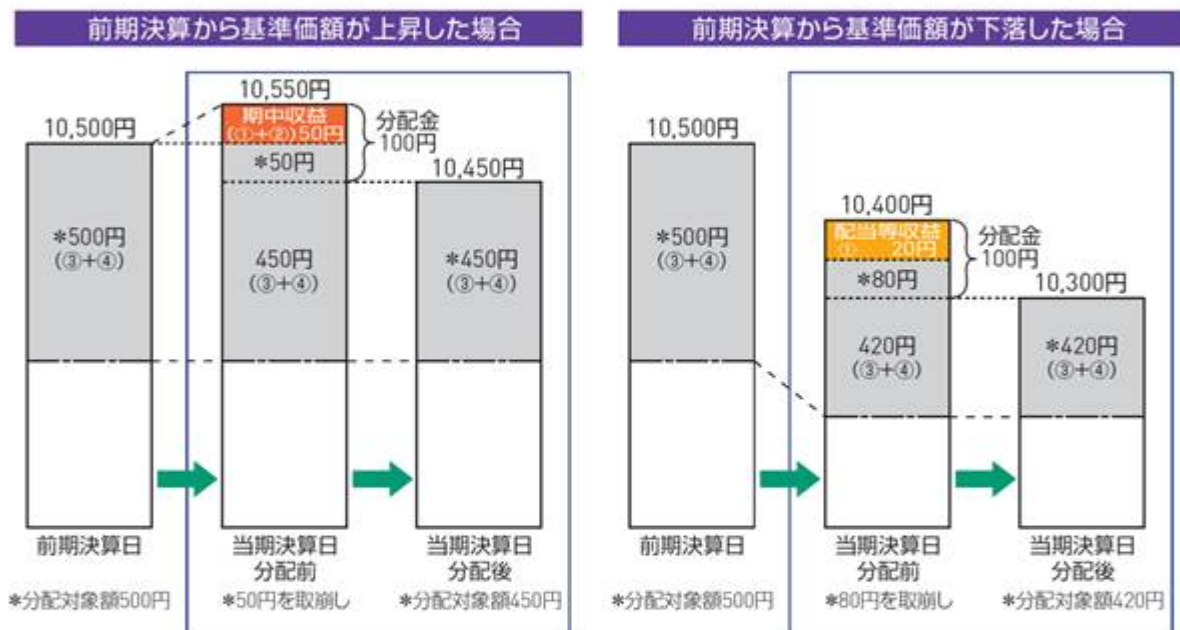 前期決算から基準価額が上昇した場合
10,500円
*500円
(③+④)
前期決算日
*分配対象額500円
10,550円
期中収益
(①+②)50円
*50円
450円
(③+④)
分配金
100円
当期決算日
分配前
*50円を取崩し
10,450円
*450円
(③+④)
当期決算日
分配後
*分配対象額450円
前期決算から基準価額が下落した場合
10,500円
*500円
(③+④)
前期決算日
*分配対象額500円
10,400円
配当等収益
① 20円
*80円
420円
(③+④)
分配金
100円
当期決算日
分配前
*80円を取崩し
10,300円
*420円
(③+④)
当期決算日
分配後
*分配対象額420円